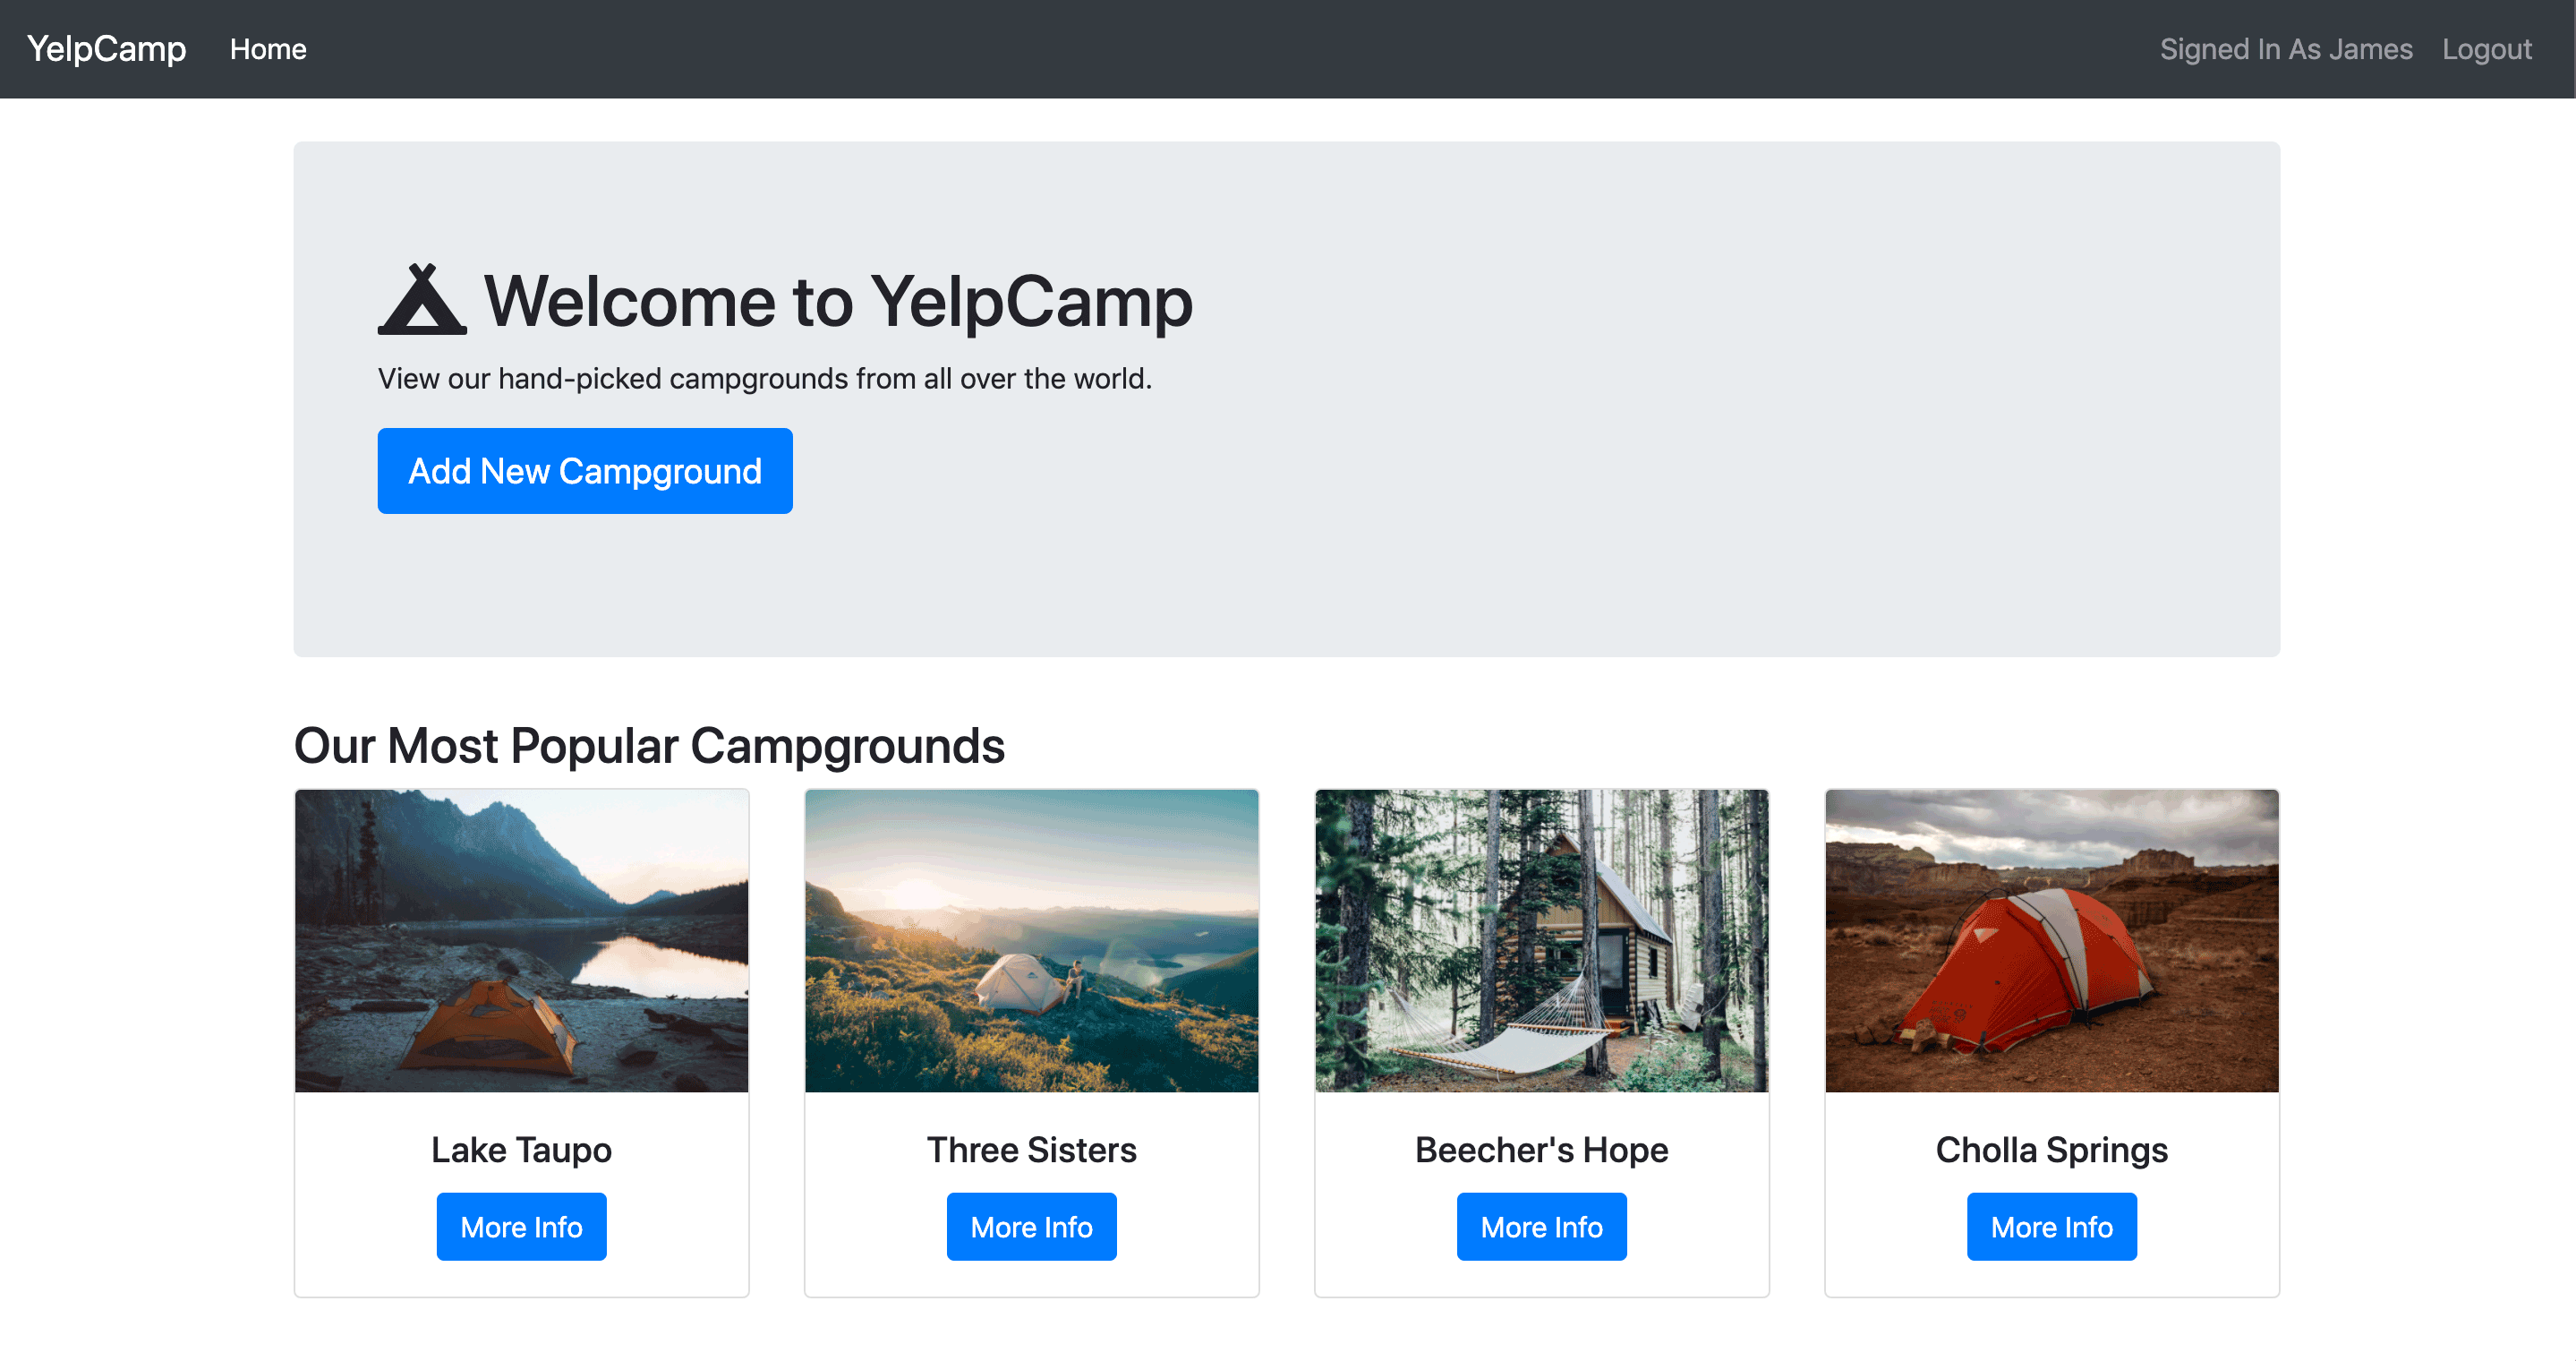 YelpCamp Home Signed In As James Logout
Welcome to YelpCamp
View our hand-picked campgrounds from all over the world.
Add New Campground
Our Most Popular Campgrounds
Lake Taupo
More Info
Three Sisters
More Info
Beecher's Hope
More Info
Cholla Springs
More Info